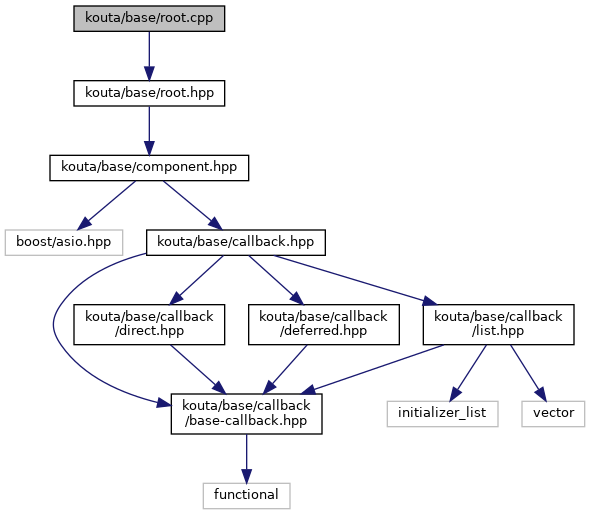 kouta/base/root.cpp
kouta/base/root.hpp
kouta/base/component.hpp
boost/asio.hpp
kouta/base/callback.hpp
kouta/base/callback
/direct.hpp
kouta/base/callback
/deferred.hpp
kouta/base/callback
/list.hpp
kouta/base/callback
/base-callback.hpp
initializer_list
vector
functional